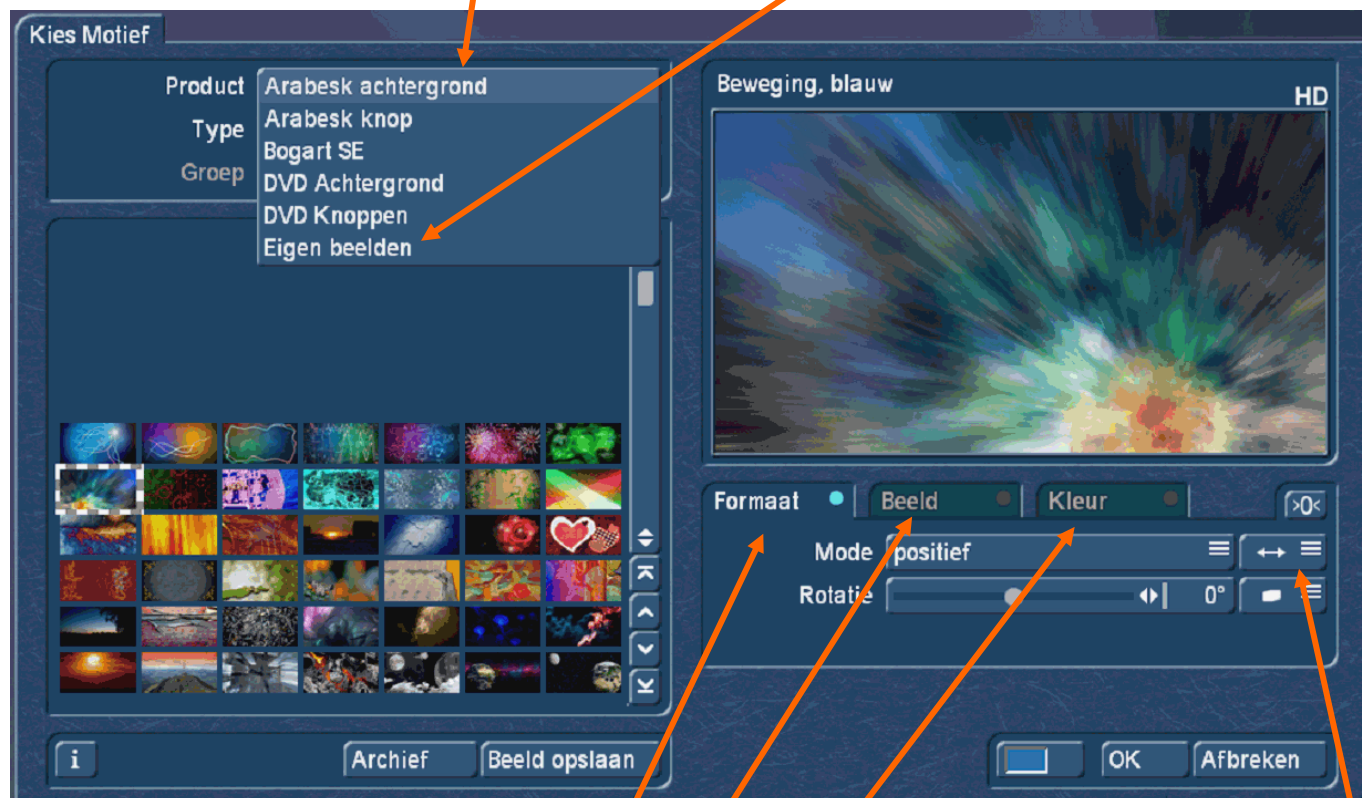 Kies Motief
Product
Arabesk achtergrond
Arabesk knop
Bogart SE
DVD Achtergrond
DVD Knoppen
Eigen beelden
Type
Groep
Beweging, blauw
HD
Formaat
Beeld
Kleur
>0<
Mode
positief
Rotatie
0°
i
Archief
Beeld opslaan
OK
Afbreken